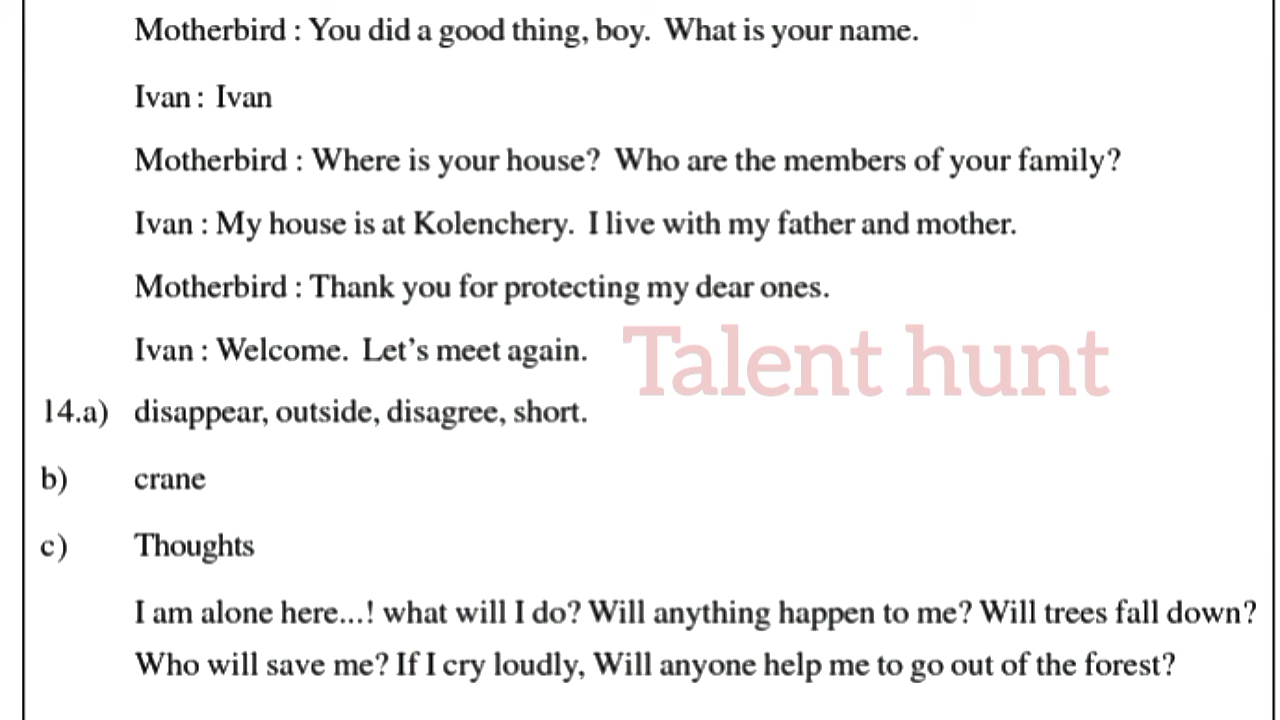 Motherbird : You did a good thing, boy. What is your name.
Ivan : Ivan
Motherbird : Where is your house? Who are the members of your family?
Ivan : My house is at Kolenchery. I live with my father and mother.
Motherbird : Thank you for protecting my dear ones.
Ivan : Welcome. Let's meet again.
Talent hunt
14.a) disappear, outside, disagree, short.
b) crane
c) Thoughts
I am alone here...! what will I do? Will anything happen to me? Will trees fall down?
Who will save me? If I cry loudly, Will anyone help me to go out of the forest?